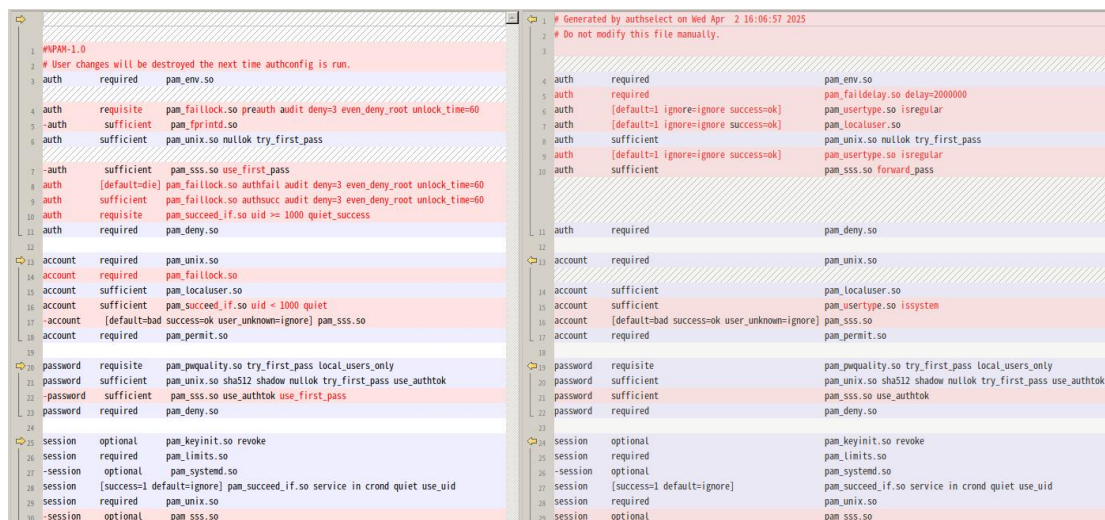 #%PAM-1.0
# User changes will be destroyed the next time authconfig is run.
auth required pam_env.so
auth requisite pam_faillock.so preauth audit deny=3 even_deny_root unlock_time=60
-auth sufficient pam_fprintd.so
auth sufficient pam_unix.so nullok try_first_pass
-auth sufficient pam_sss.so use_first_pass
auth [default=die] pam_faillock.so authfail audit deny=3 even_deny_root unlock_time=60
auth sufficient pam_faillock.so authsucc audit deny=3 even_deny_root unlock_time=60
auth requisite pam_succeed_if.so uid >= 1000 quiet_success
auth required pam_deny.so
account required pam_unix.so
account required pam_faillock.so
account sufficient pam_localuser.so
account sufficient pam_succeed_if.so uid < 1000 quiet
-account [default=bad success=ok user_unknown=ignore] pam_sss.so
account required pam_permit.so
password requisite pam_pwquality.so try_first_pass local_users_only
password sufficient pam_unix.so sha512 shadow nullok try_first_pass use_authtok
-password sufficient pam_sss.so use_authtok use_first_pass
password required pam_deny.so
session optional pam_keyinit.so revoke
session required pam_limits.so
-session optional pam_systemd.so
session [success=1 default=ignore] pam_succeed_if.so service in crond quiet use_uid
session required pam_unix.so
-session optional pam_sss.so
# Generated by authselect on Wed Apr 2 16:06:57 2025
# Do not modify this file manually.
auth required pam_env.so
auth required pam_faildelay.so delay=2000000
auth [default=1 ignore=ignore success=ok] pam_usertype.so isregular
auth [default=1 ignore=ignore success=ok] pam_localuser.so
auth sufficient pam_unix.so nullok try_first_pass
auth [default=1 ignore=ignore success=ok] pam_usertype.so isregular
auth sufficient pam_sss.so forward_pass
auth required pam_deny.so
account required pam_unix.so
account sufficient pam_localuser.so
account sufficient pam_usertype.so issystem
account [default=bad success=ok user_unknown=ignore] pam_sss.so
account required pam_permit.so
password requisite pam_pwquality.so try_first_pass local_users_only
password sufficient pam_unix.so sha512 shadow nullok try_first_pass use_authtok
password sufficient pam_sss.so use_authtok
password required pam_deny.so
session optional pam_keyinit.so revoke
session required pam_limits.so
-session optional pam_systemd.so
session [success=1 default=ignore] pam_succeed_if.so service in crond quiet use_uid
session required pam_unix.so
session optional pam_sss.so